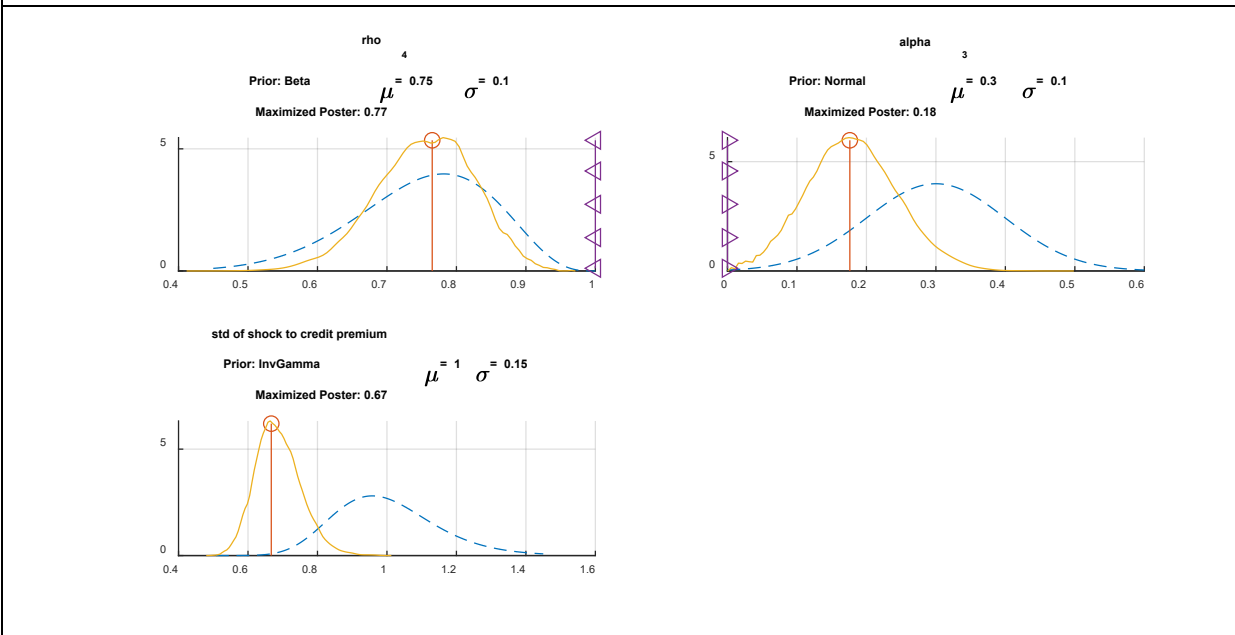 rho
4
Prior: Beta μ = 0.75 σ = 0.1
Maximized Poster: 0.77
5
0
0.4 0.5 0.6 0.7 0.8 0.9 1
alpha
3
Prior: Normal μ = 0.3 σ = 0.1
Maximized Poster: 0.18
5
0
0 0.1 0.2 0.3 0.4 0.5 0.6
std of shock to credit premium
Prior: InvGamma μ = 1 σ = 0.15
Maximized Poster: 0.67
5
0
0.4 0.6 0.8 1 1.2 1.4 1.6